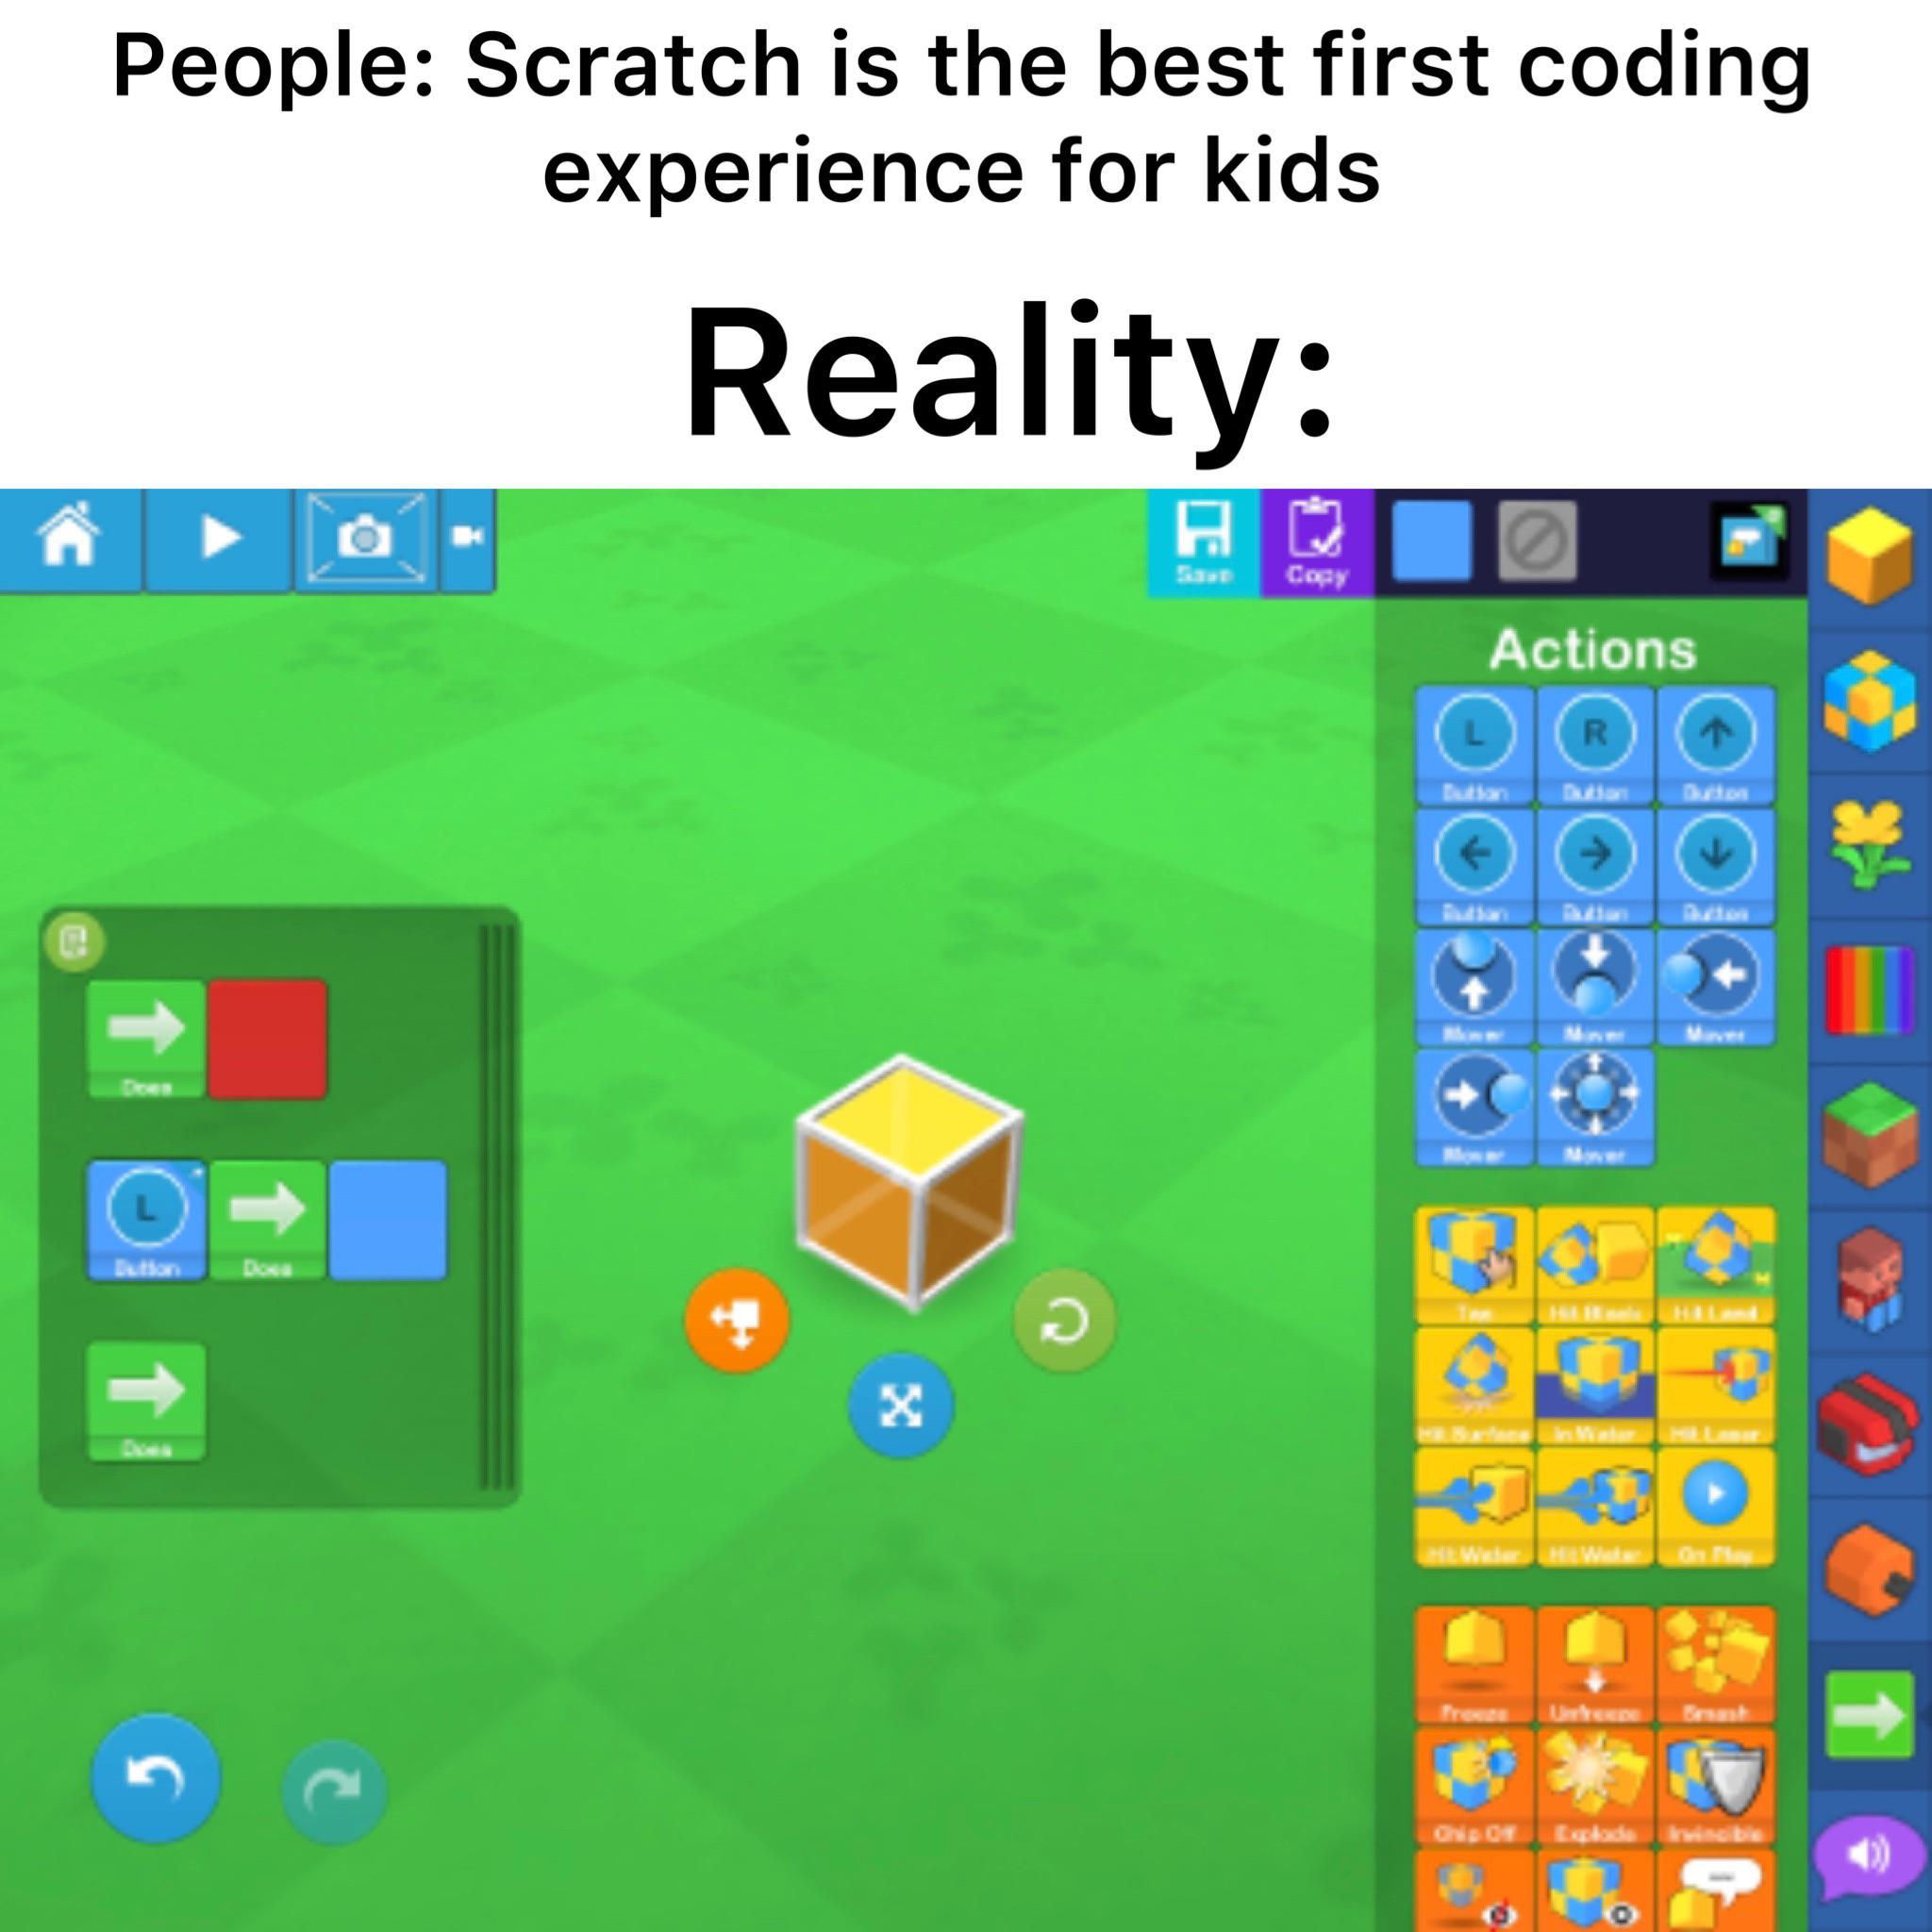 People: Scratch is the best first coding
experience for kids
Reality:
Save
Copy
Actions
L
R
Button
Button
Button
Button
Button
Button
Mover
Mover
Mover
Mover
Mover
Does
L
Button
Does
Does
Tap
Hit Block
Hit Land
Hit Surface
In Water
Hit Laser
Hit Water
Hit Water
On Play
Freeze
Unfreeze
Smash
Chip Off
Explode
Invincible